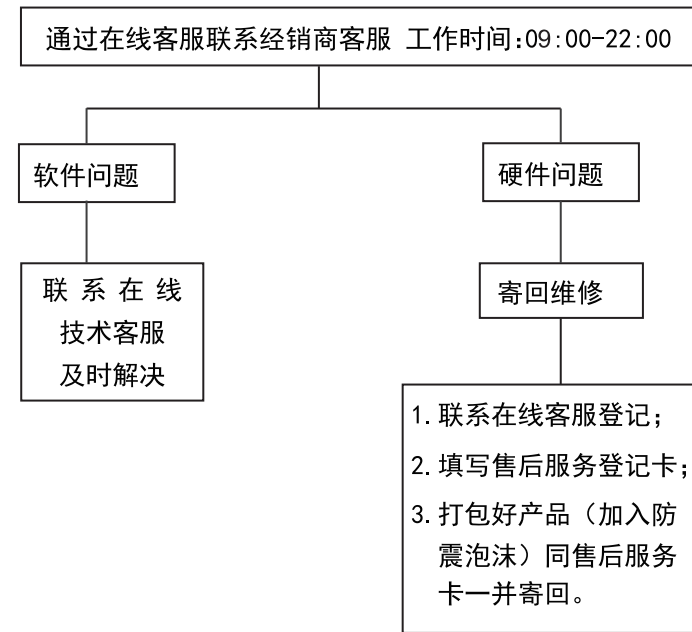 通过在线客服联系经销商客服 工作时间:09:00-22:00
软件问题
硬件问题
联系在线
技术客服
及时解决
寄回维修
1.联系在线客服登记;
2.填写售后服务登记卡;
3.打包好产品（加入防
震泡沫）同售后服务
卡一并寄回。